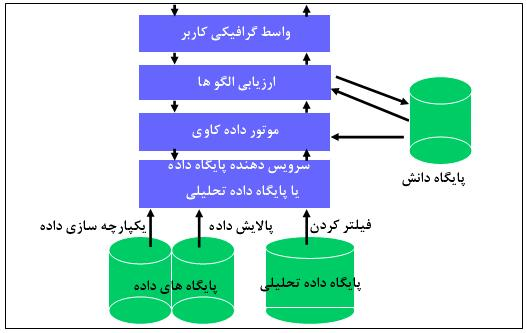 واسط گرافیکی کاربر
ارزیابی الگو ها
موتور داده کاوی
پایگاه دانش
سرویس دهنده پایگاه داده
یا پایگاه داده تحلیلی
فیلتر کردن
پالایش داده
یکپارچه سازی داده
پایگاه داده تحلیلی
پایگاه های داده